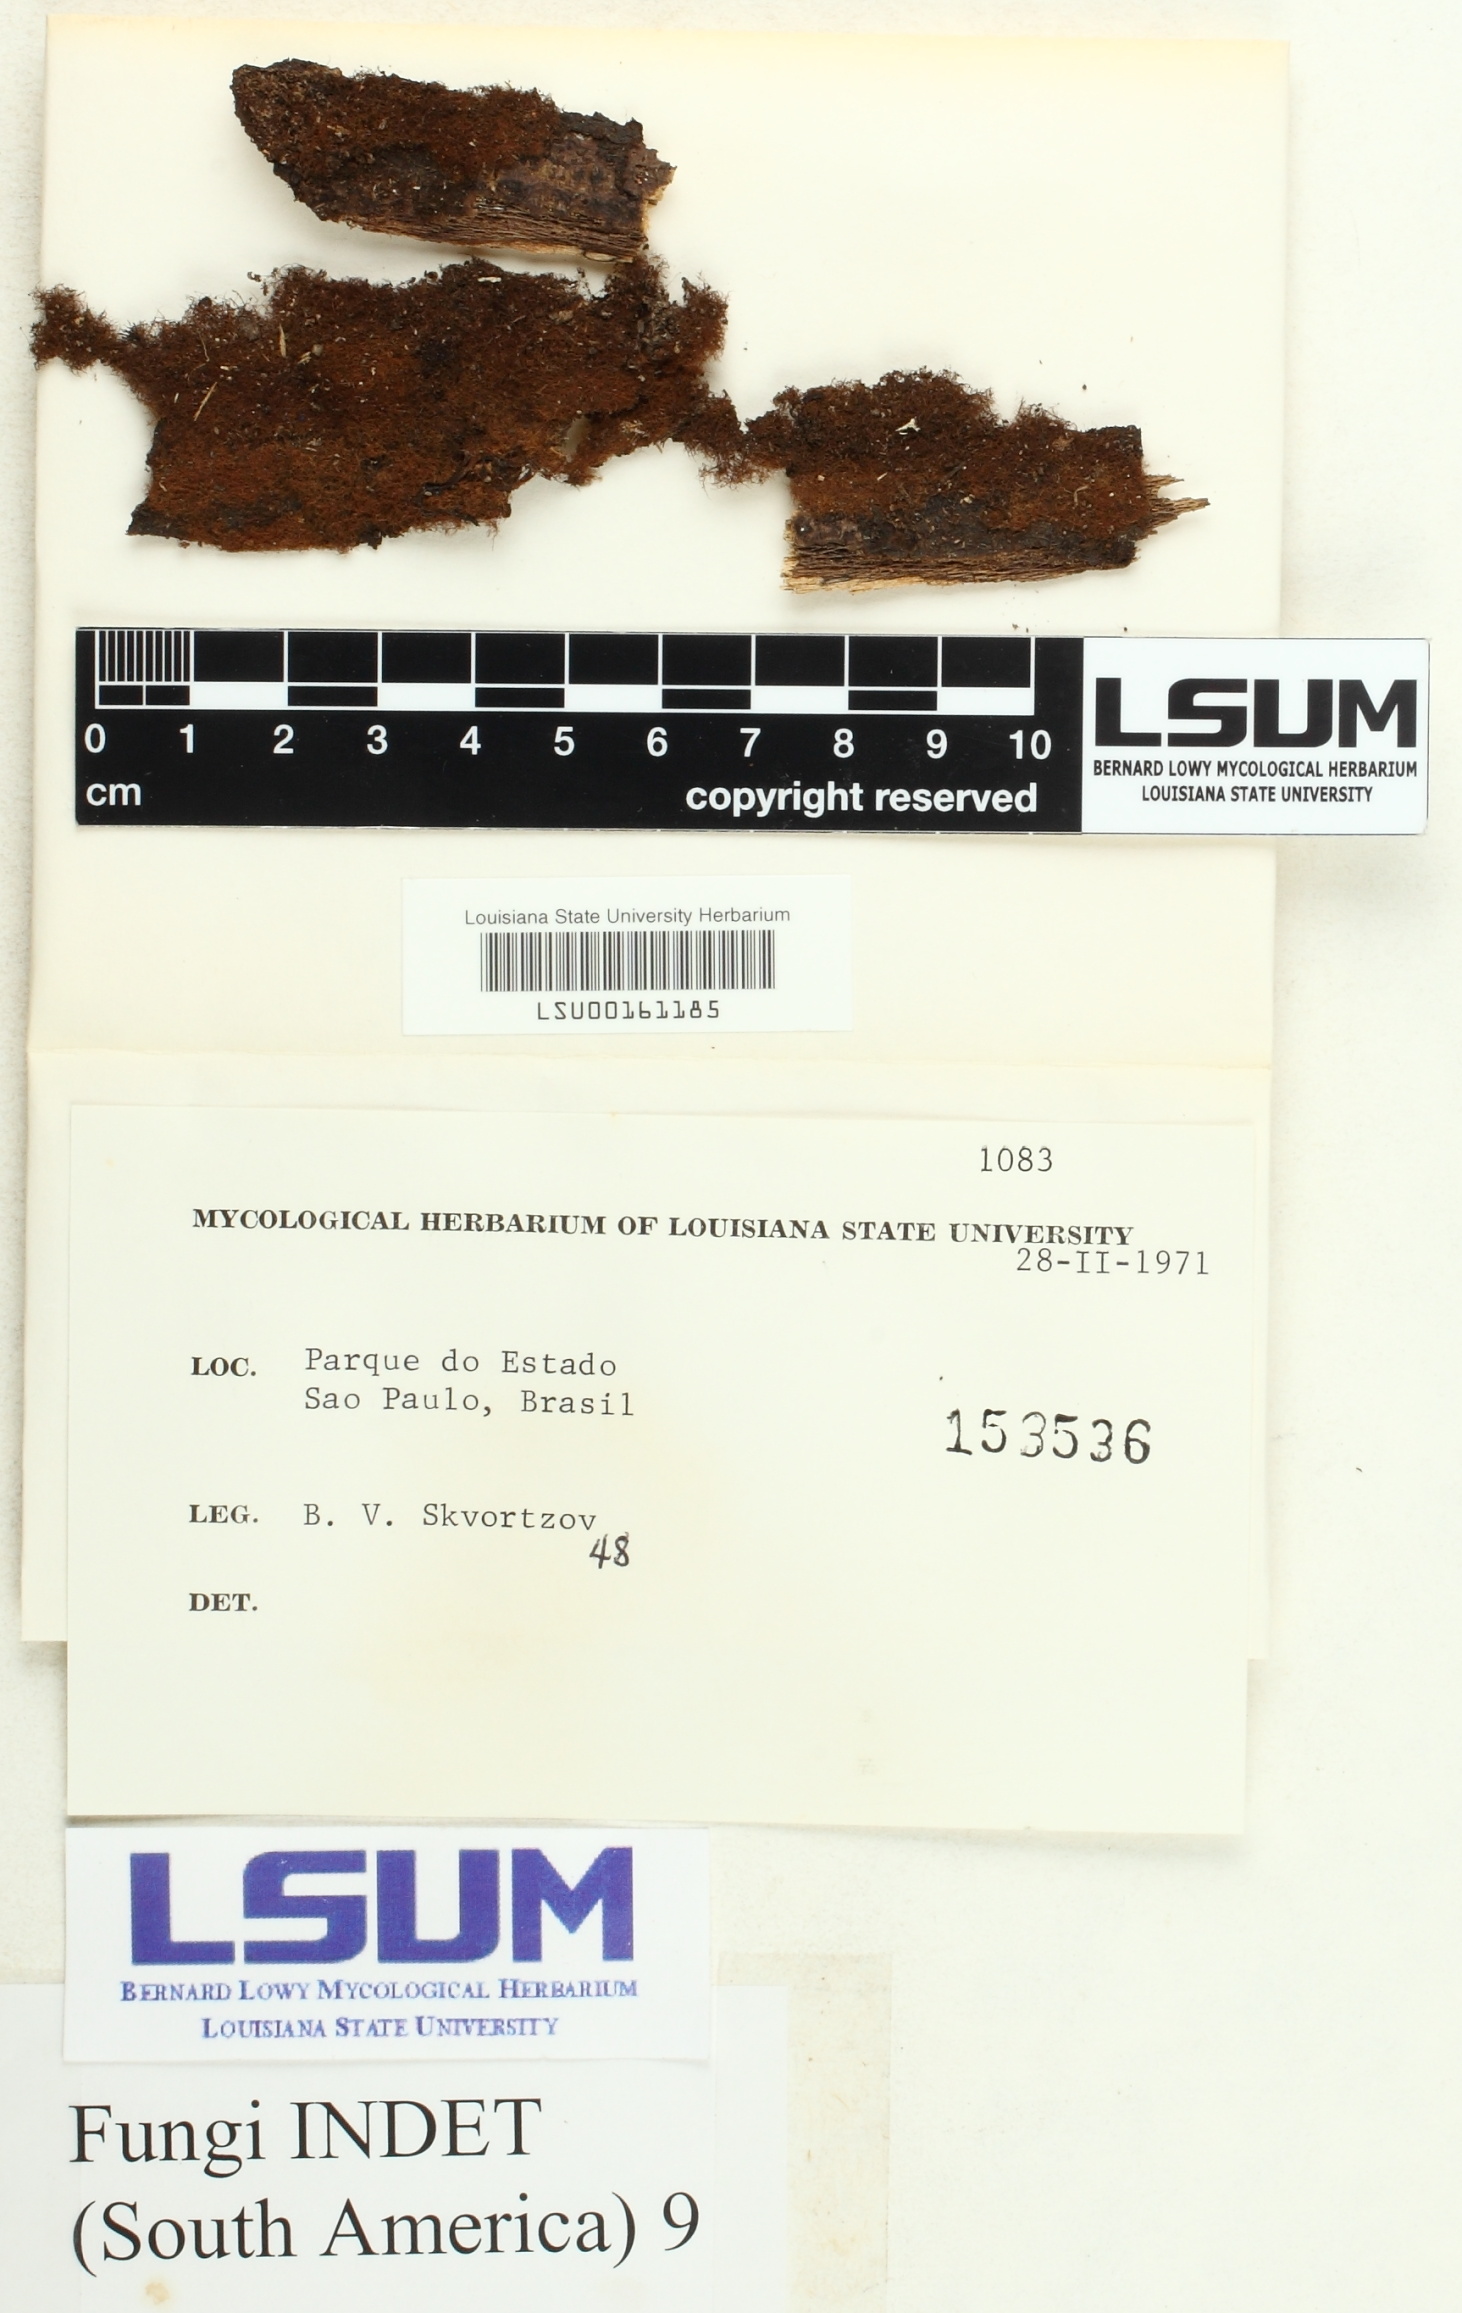 0 1 2 3 4 5 6 7 8 9 10
cm
copyright reserved
LSUM
BERNARD LOWY MYCOLOGICAL HERBARIUM
LOUISIANA STATE UNIVERSITY
Louisiana State University Herbarium
LSU00161185
1083
MYCOLOGICAL HERBARIUM OF LOUISIANA STATE UNIVERSITY
28-II-1971
LOC. Parque do Estado
Sao Paulo, Brasil
153536
LEG. B. V. Skvortzov
48
DET.
LSUM
BERNARD LOWY MYCOLOGICAL HERBARIUM
LOUISIANA STATE UNIVERSITY
Fungi INDET
(South America) 9